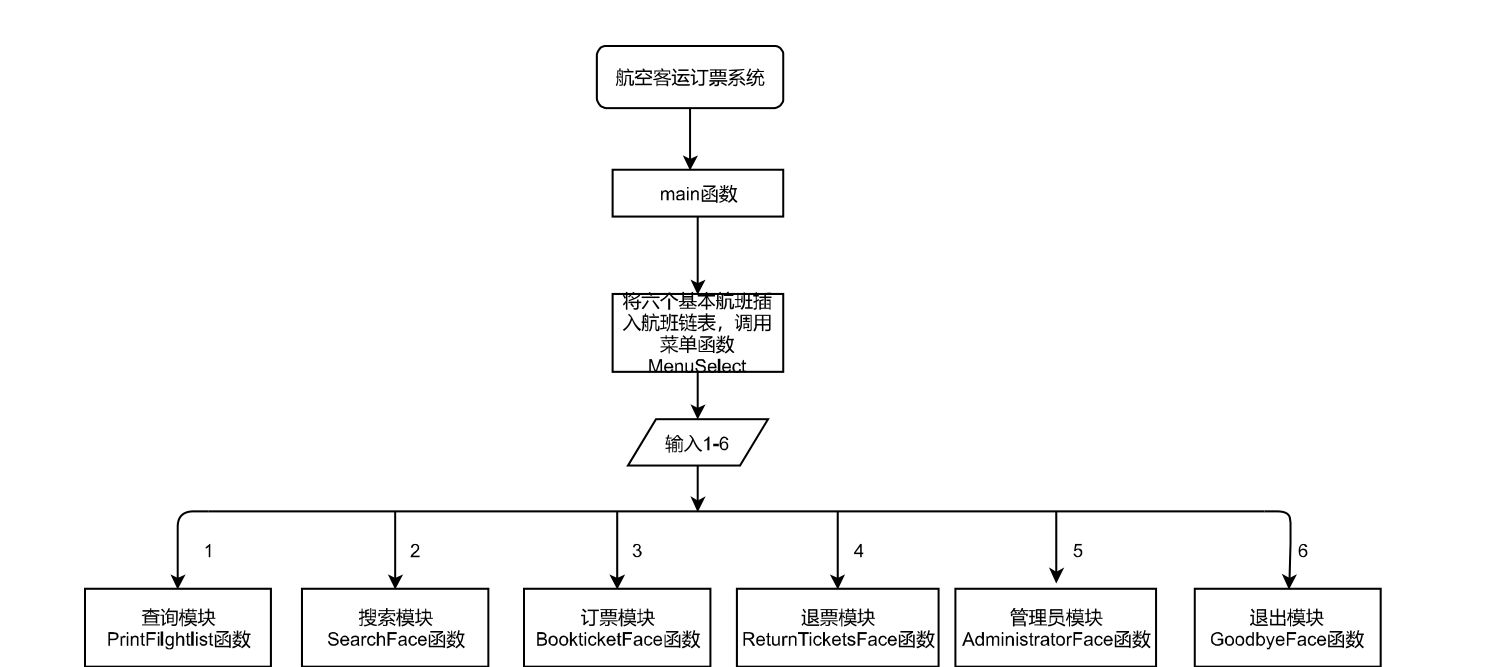 航空客运订票系统
main函数
将六个基本航班插
入航班链表，调用
菜单函数
MenuSelect
输入1-6
1
2
3
4
5
6
查询模块
PrintFilghtlist函数
搜索模块
SearchFace函数
订票模块
BookticketFace函数
退票模块
ReturnTicketsFace函数
管理员模块
AdministratorFace函数
退出模块
GoodbyeFace函数